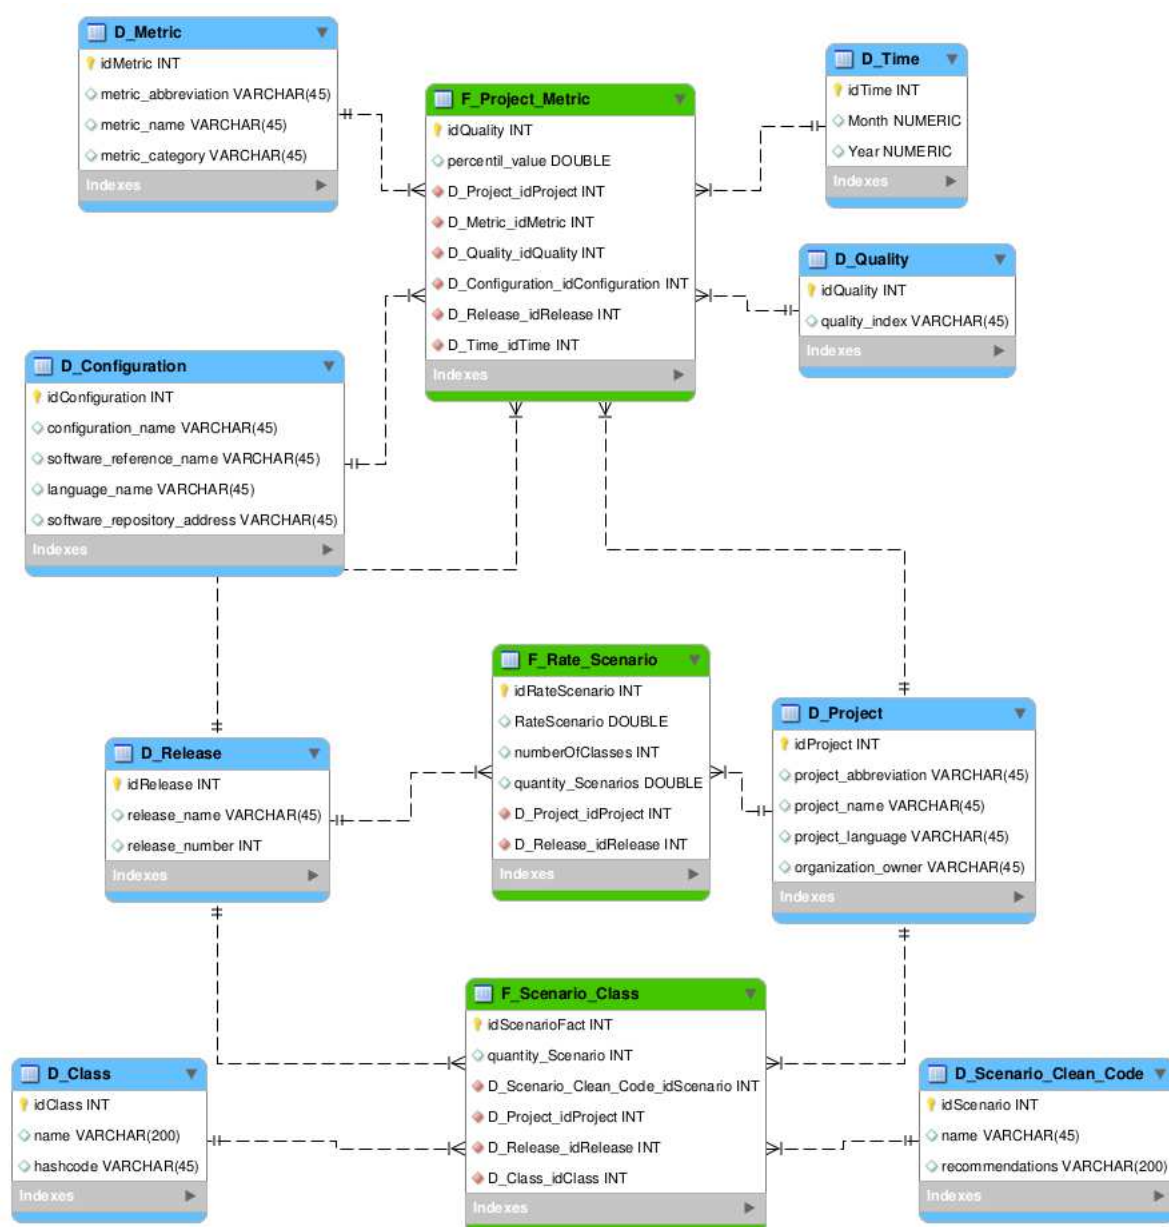 D_Metric
idMetric INT
metric_abbreviation VARCHAR(45)
metric_name VARCHAR(45)
metric_category VARCHAR(45)
Indexes
F_Project_Metric
idQuality INT
percentil_value DOUBLE
D_Project_idProject INT
D_Metric_idMetric INT
D_Quality_idQuality INT
D_Configuration_idConfiguration INT
D_Release_idRelease INT
D_Time_idTime INT
Indexes
D_Time
idTime INT
Month NUMERIC
Year NUMERIC
Indexes
D_Quality
idQuality INT
quality_index VARCHAR(45)
Indexes
D_Configuration
idConfiguration INT
configuration_name VARCHAR(45)
software_reference_name VARCHAR(45)
language_name VARCHAR(45)
software_repository_address VARCHAR(45)
Indexes
F_Rate_Scenario
idRateScenario INT
RateScenario DOUBLE
numberOfClasses INT
quantity_Scenarios DOUBLE
D_Project_idProject INT
D_Release_idRelease INT
Indexes
D_Project
idProject INT
project_abbreviation VARCHAR(45)
project_name VARCHAR(45)
project_language VARCHAR(45)
organization_owner VARCHAR(45)
Indexes
D_Release
idRelease INT
release_name VARCHAR(45)
release_number INT
Indexes
F_Scenario_Class
idScenarioFact INT
quantity_Scenario INT
D_Scenario_Clean_Code_idScenario INT
D_Project_idProject INT
D_Release_idRelease INT
D_Class_idClass INT
Indexes
D_Class
idClass INT
name VARCHAR(200)
hashcode VARCHAR(45)
Indexes
D_Scenario_Clean_Code
idScenario INT
name VARCHAR(45)
recommendations VARCHAR(200)
Indexes